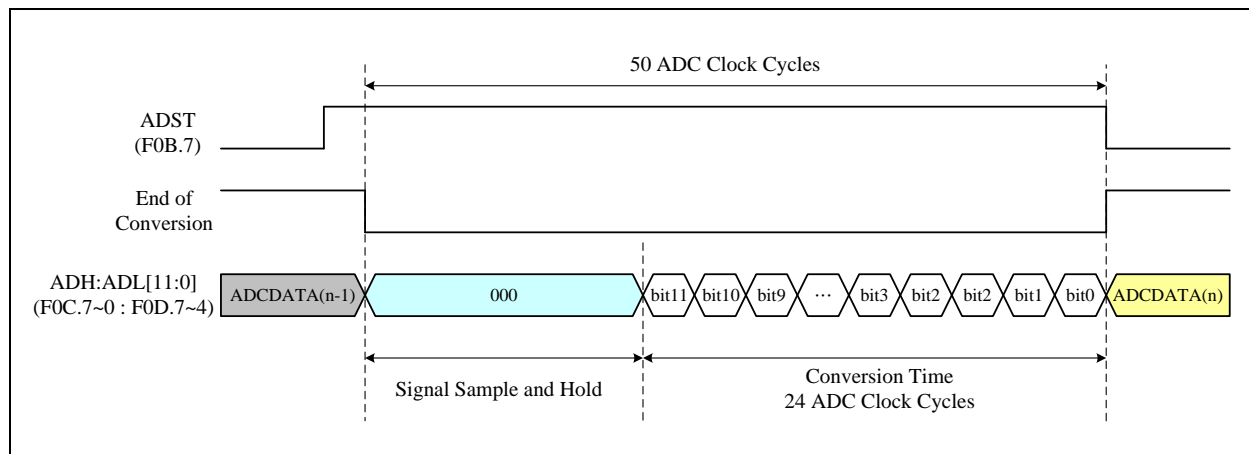 50 ADC Clock Cycles
ADST
(F0B.7)
End of
Conversion
ADH:ADL[11:0]
(F0C.7~0 : F0D.7~4)
ADCDATA(n-1)
000
bit11
bit10
bit9
...
bit3
bit2
bit2
bit1
bit0
ADCDATA(n)
Signal Sample and Hold
Conversion Time
24 ADC Clock Cycles